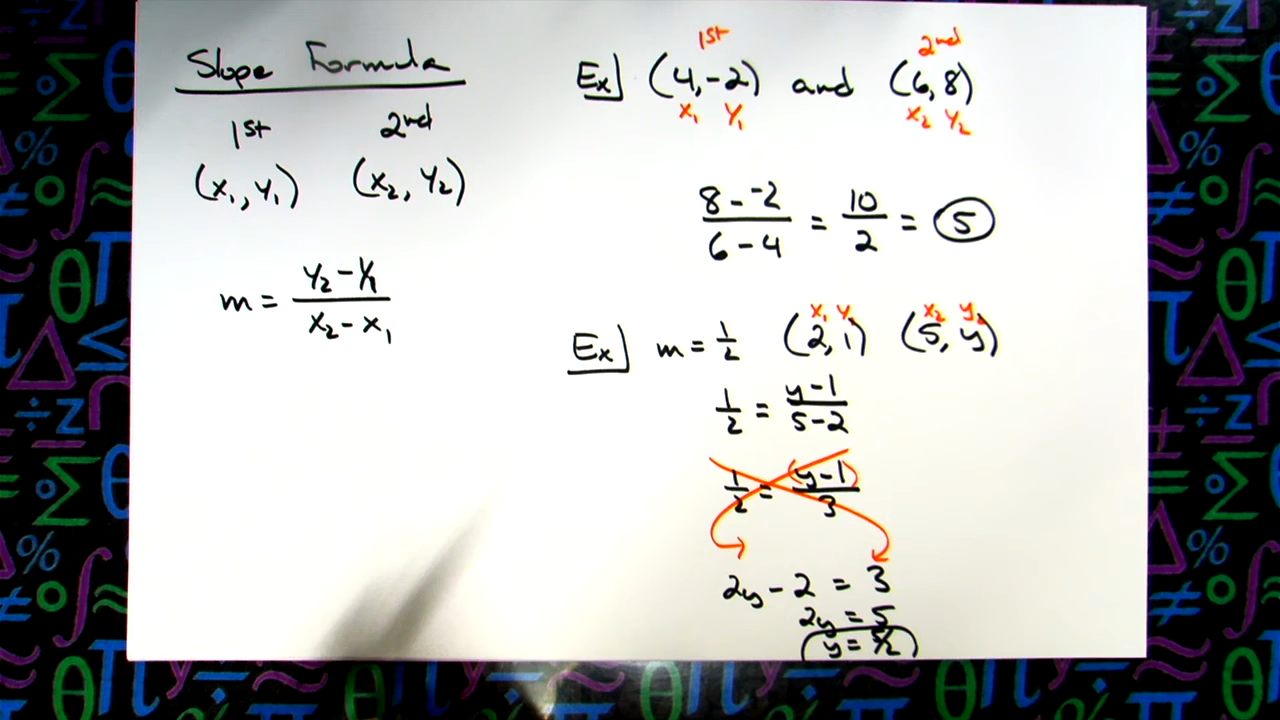 Slope Formula
1st 2nd
(x₁, y₁) (x₂, y₂)
m = (y₂ - y₁)/(x₂ - x₁)
1st 2nd
Ex] (4, -2) and (6, 8)
x₁ y₁ x₂ y₂
(8 - -2)/(6 - 4) = 10/2 = 5
x₁ y₁ x₂ y₂
Ex] m = 1/2 (2, 1) (5, y)
1/2 = (y-1)/(5-2)
1/2 = (y-1)/3
2y - 2 = 3
2y = 5
y = 5/2